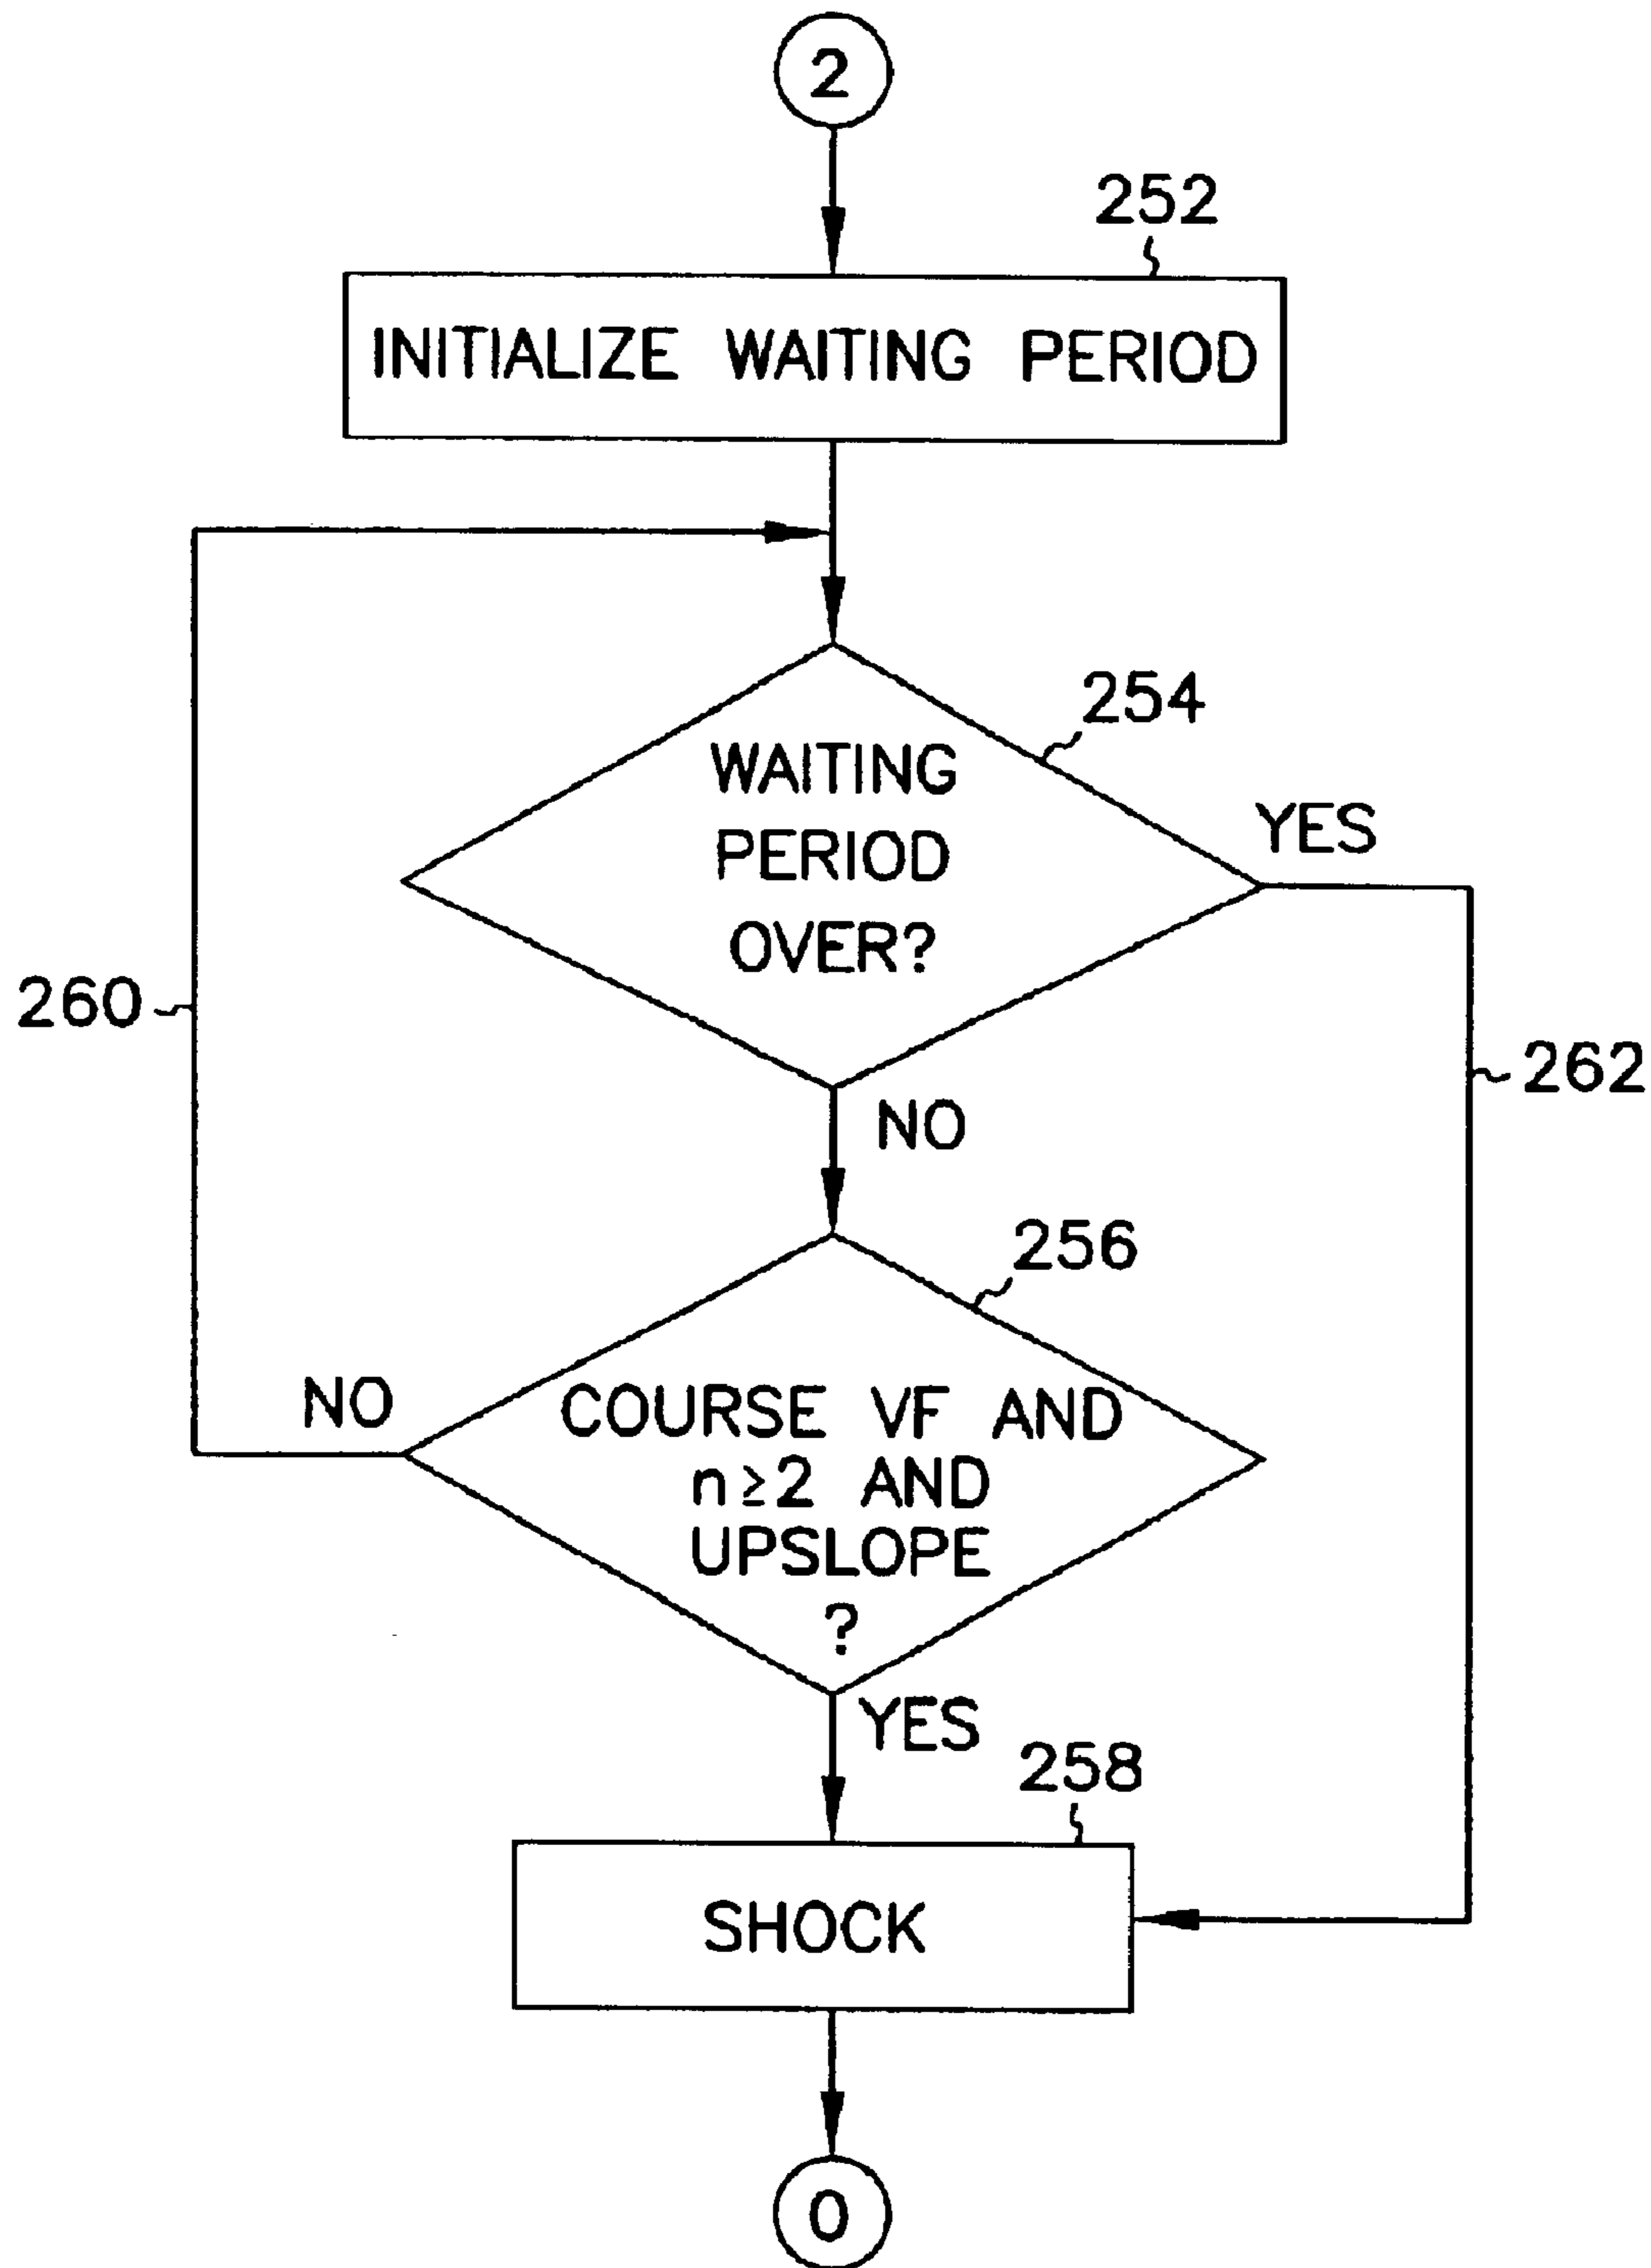 2
252
INITIALIZE WAITING PERIOD
254
WAITING
PERIOD
OVER?
YES
260
262
NO
256
NO
COURSE VF AND
n≥2 AND
UPSLOPE
?
YES
258
SHOCK
0